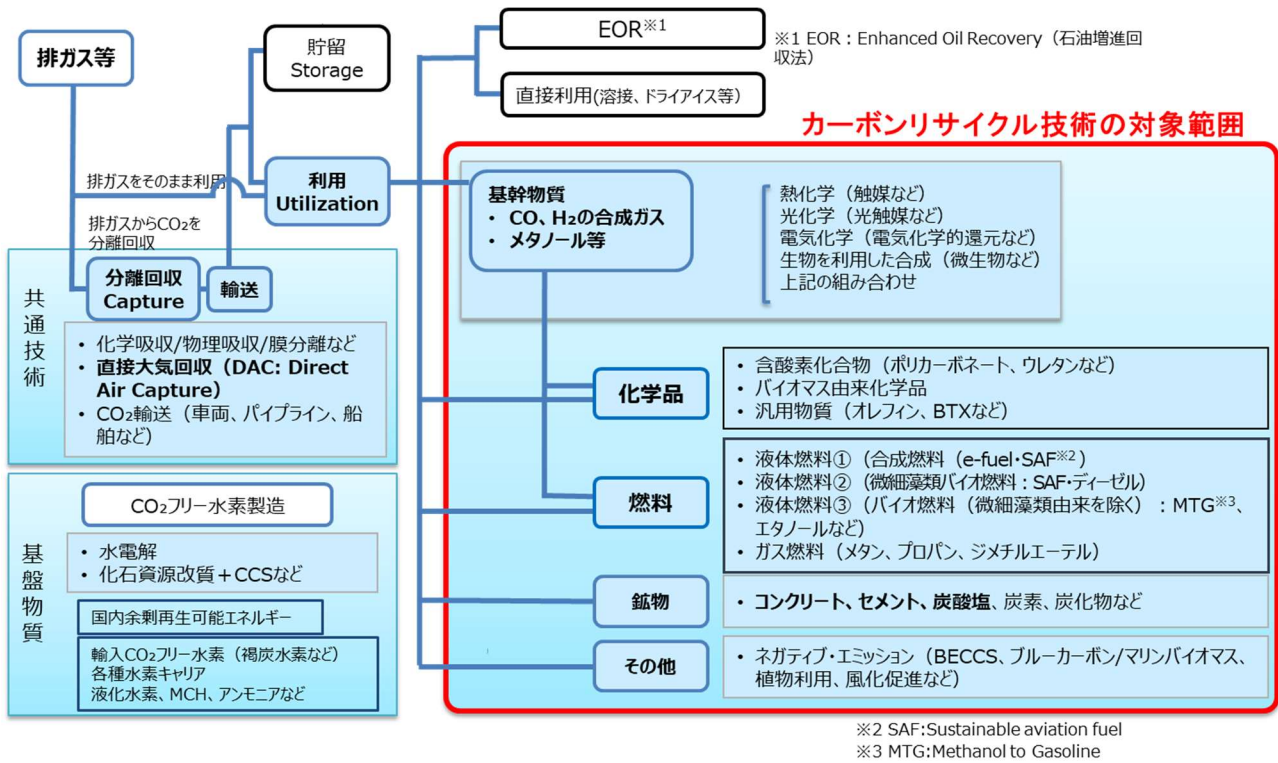 排ガス等
貯留
Storage
EOR※1
※1 EOR：Enhanced Oil Recovery（石油増進回
収法）
直接利用(溶接、ドライアイス等）
カーボンリサイクル技術の対象範囲
排ガスをそのまま利用
利用
Utilization
排ガスからCO₂を
分離回収
基幹物質
・ CO、H₂の合成ガス
・ メタノール等
熱化学（触媒など）
光化学（光触媒など）
電気化学（電気化学的還元など）
生物を利用した合成（微生物など）
上記の組み合わせ
共通技術
分離回収
Capture
輸送
・ 化学吸収/物理吸収/膜分離など
・ 直接大気回収（DAC: Direct
Air Capture）
・ CO₂輸送（車両、パイプライン、船
舶など）
化学品
・ 含酸素化合物（ポリカーボネート、ウレタンなど）
・ バイオマス由来化学品
・ 汎用物質（オレフィン、BTXなど）
燃料
・ 液体燃料①（合成燃料（e-fuel・SAF※2）
・ 液体燃料②（微細藻類バイオ燃料：SAF・ディーゼル）
・ 液体燃料③（バイオ燃料（微細藻類由来を除く）：MTG※3、
エタノールなど）
・ ガス燃料（メタン、プロパン、ジメチルエーテル）
基盤物質
CO₂フリー水素製造
・ 水電解
・ 化石資源改質＋CCSなど
国内余剰再生可能エネルギー
輸入CO₂フリー水素（褐炭水素など）
各種水素キャリア
液化水素、MCH、アンモニアなど
鉱物
・ コンクリート、セメント、炭酸塩、炭素、炭化物など
その他
・ ネガティブ・エミッション（BECCS、ブルーカーボン/マリンバイオマス、
植物利用、風化促進など）
※2 SAF:Sustainable aviation fuel
※3 MTG:Methanol to Gasoline